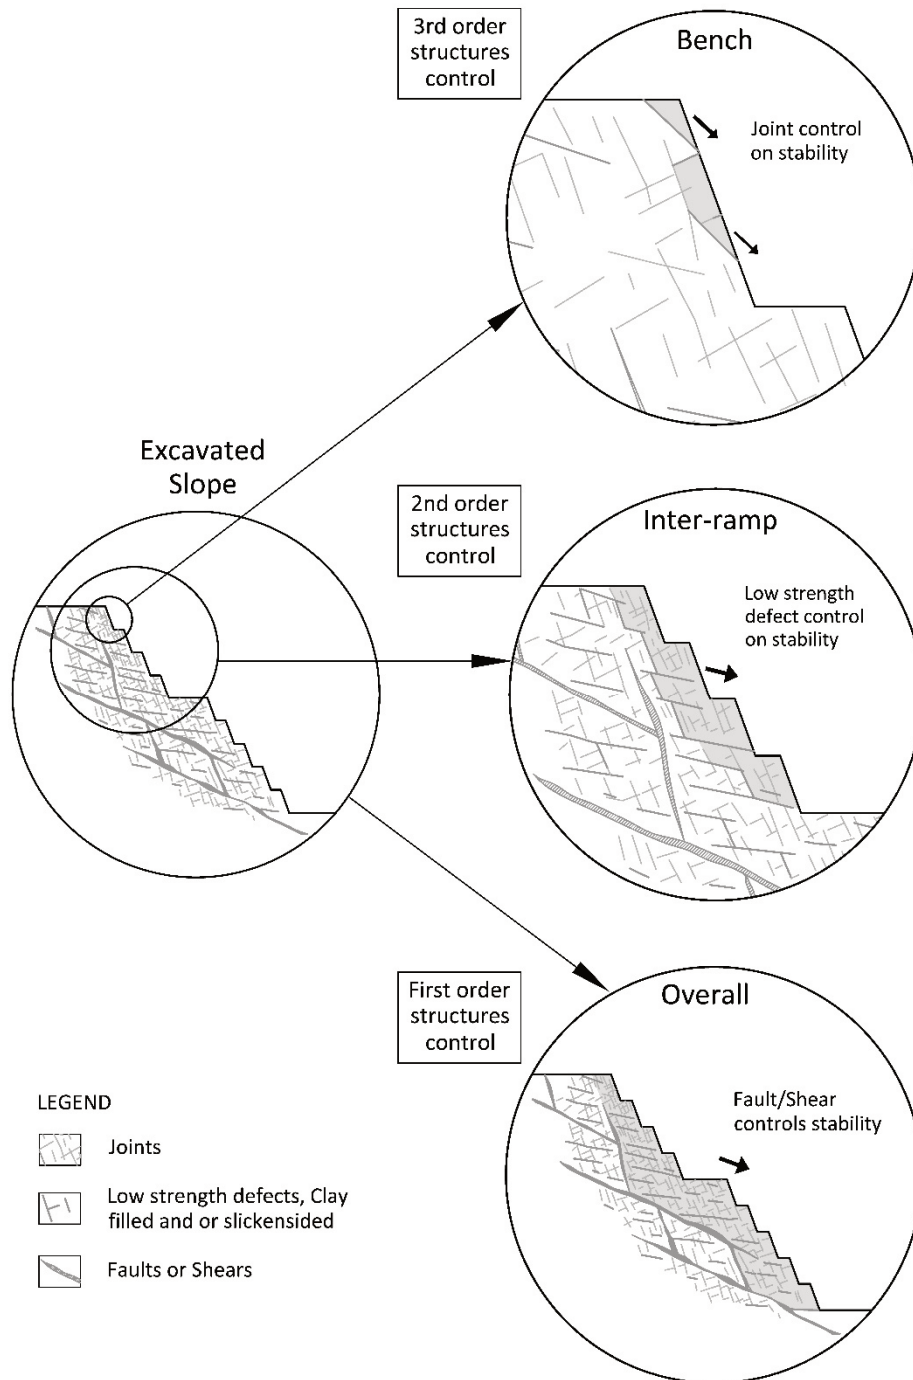 3rd order
structures
control
Bench
Joint control
on stability
Excavated
Slope
2nd order
structures
control
Inter-ramp
Low strength
defect control
on stability
First order
structures
control
Overall
Fault/Shear
controls stability
LEGEND
Joints
Low strength defects, Clay
filled and or slickensided
Faults or Shears